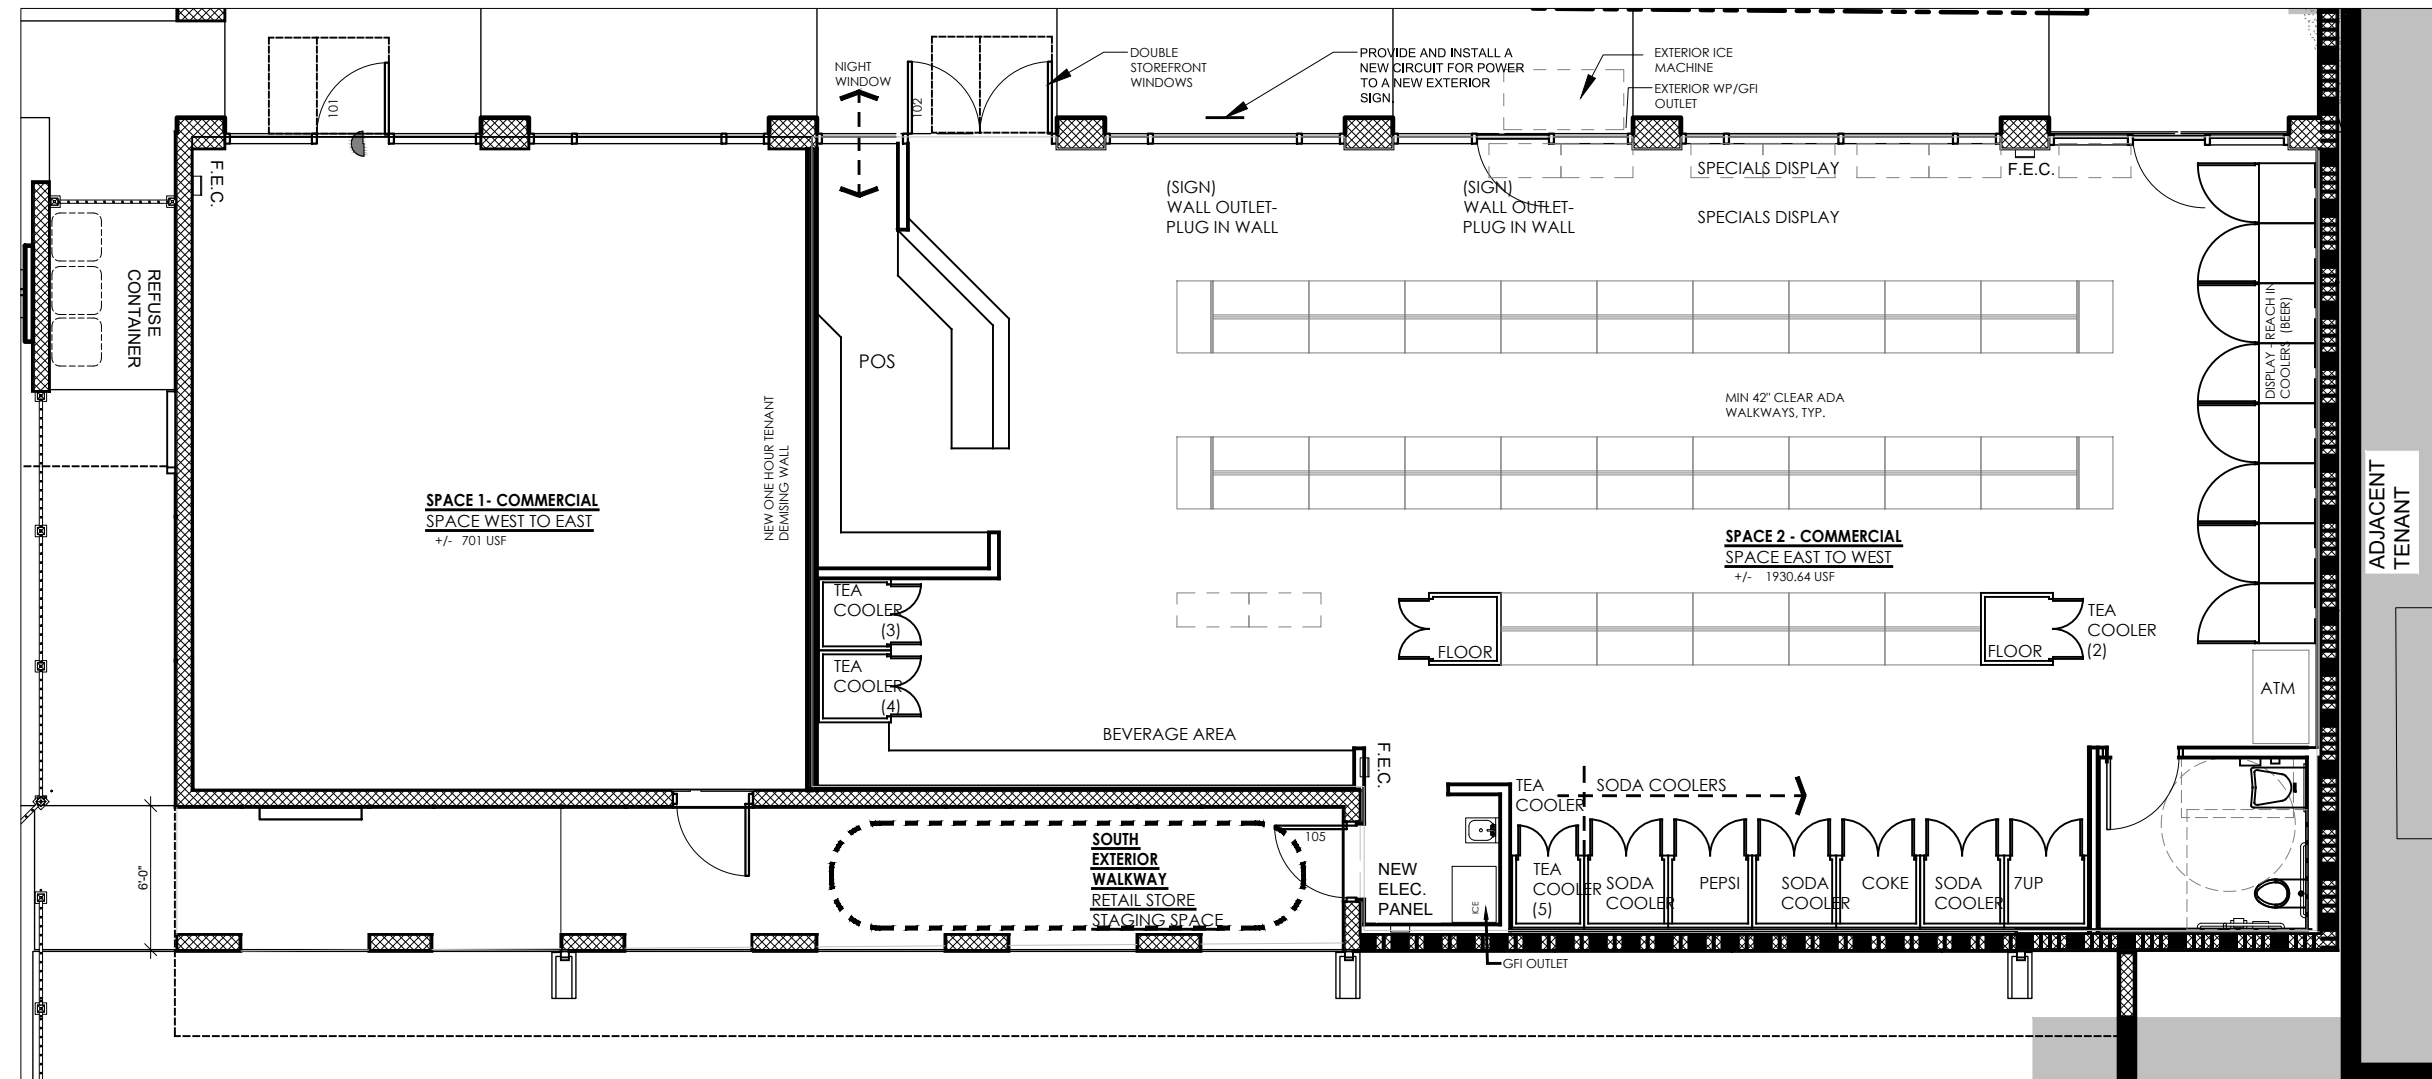 NIGHT
WINDOW
DOUBLE
STOREFRONT
WINDOWS
PROVIDE AND INSTALL A
NEW CIRCUIT FOR POWER
TO A NEW EXTERIOR
SIGN.
EXTERIOR ICE
MACHINE
EXTERIOR WP/GFI
OUTLET
101
102
F.E.C.
(SIGN)
WALL OUTLET-
PLUG IN WALL
(SIGN)
WALL OUTLET-
PLUG IN WALL
SPECIALS DISPLAY
SPECIALS DISPLAY
F.E.C.
REFUSE
CONTAINER
POS
DISPLAY - REACH IN
COOLERS (BEER)
MIN 42" CLEAR ADA
WALKWAYS, TYP.
NEW ONE HOUR TENANT
DEMISING WALL
SPACE 1- COMMERCIAL
SPACE WEST TO EAST
+/- 701 USF
SPACE 2 - COMMERCIAL
SPACE EAST TO WEST
+/- 1930.64 USF
ADJACENT
TENANT
TEA
COOLER
(3)
TEA
COOLER
(4)
FLOOR
FLOOR
TEA
COOLER
(2)
ATM
BEVERAGE AREA
F.E.C.
TEA
COOLER
SODA COOLERS
6'-0"
SOUTH
EXTERIOR
WALKWAY
RETAIL STORE
STAGING SPACE
105
NEW
ELEC.
PANEL
ICE
TEA
COOLER
(5)
SODA
COOLER
PEPSI
SODA
COOLER
COKE
SODA
COOLER
7UP
GFI OUTLET